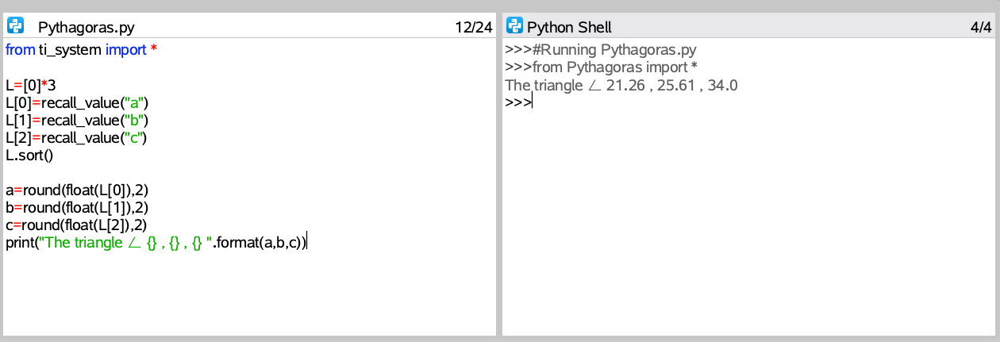 Pythagoras.py
12/24
from ti_system import *
L=[0]*3
L[0]=recall_value("a")
L[1]=recall_value("b")
L[2]=recall_value("c")
L.sort()
a=round(float(L[0]),2)
b=round(float(L[1]),2)
c=round(float(L[2]),2)
print("The triangle ∠ {} , {} , {} ".format(a,b,c))
Python Shell
4/4
>>>#Running Pythagoras.py
>>>from Pythagoras import *
The triangle ∠ 21.26 , 25.61 , 34.0
>>>